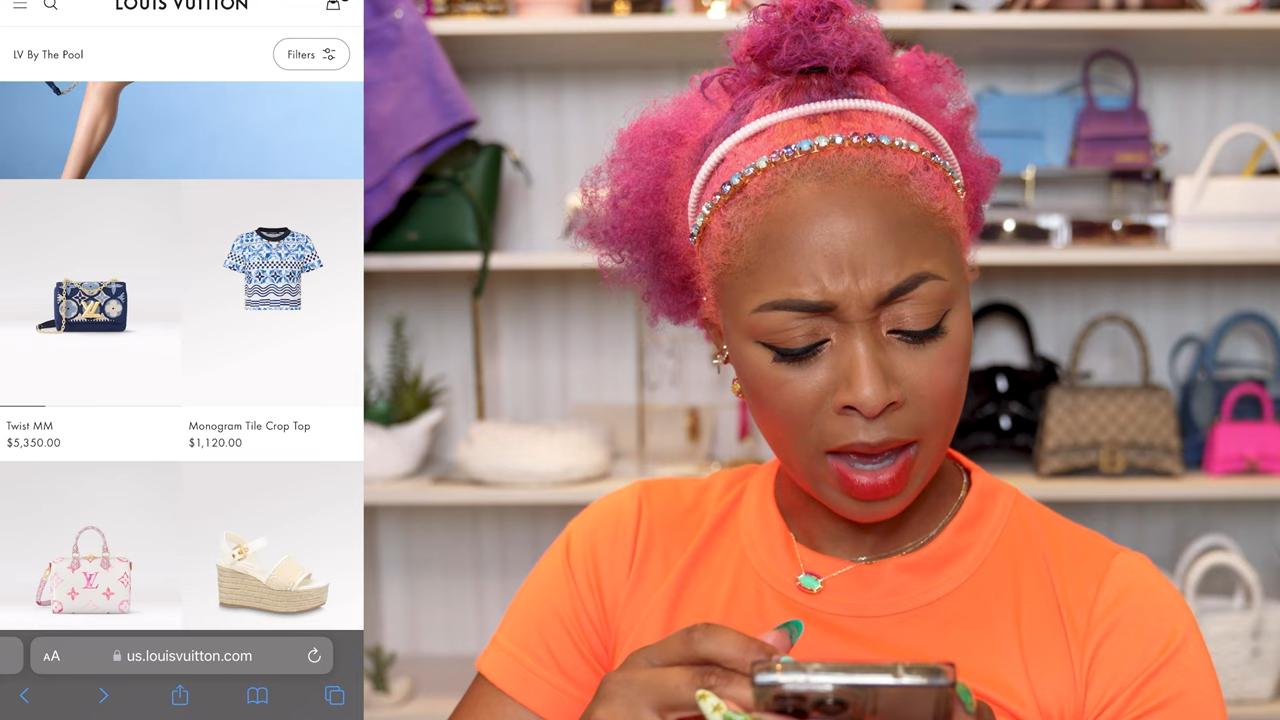 LOUIS VUITTON
LV By The Pool
Filters
Twist MM
$5,350.00
Monogram Tile Crop Top
$1,120.00
AA
us.louisvuitton.com